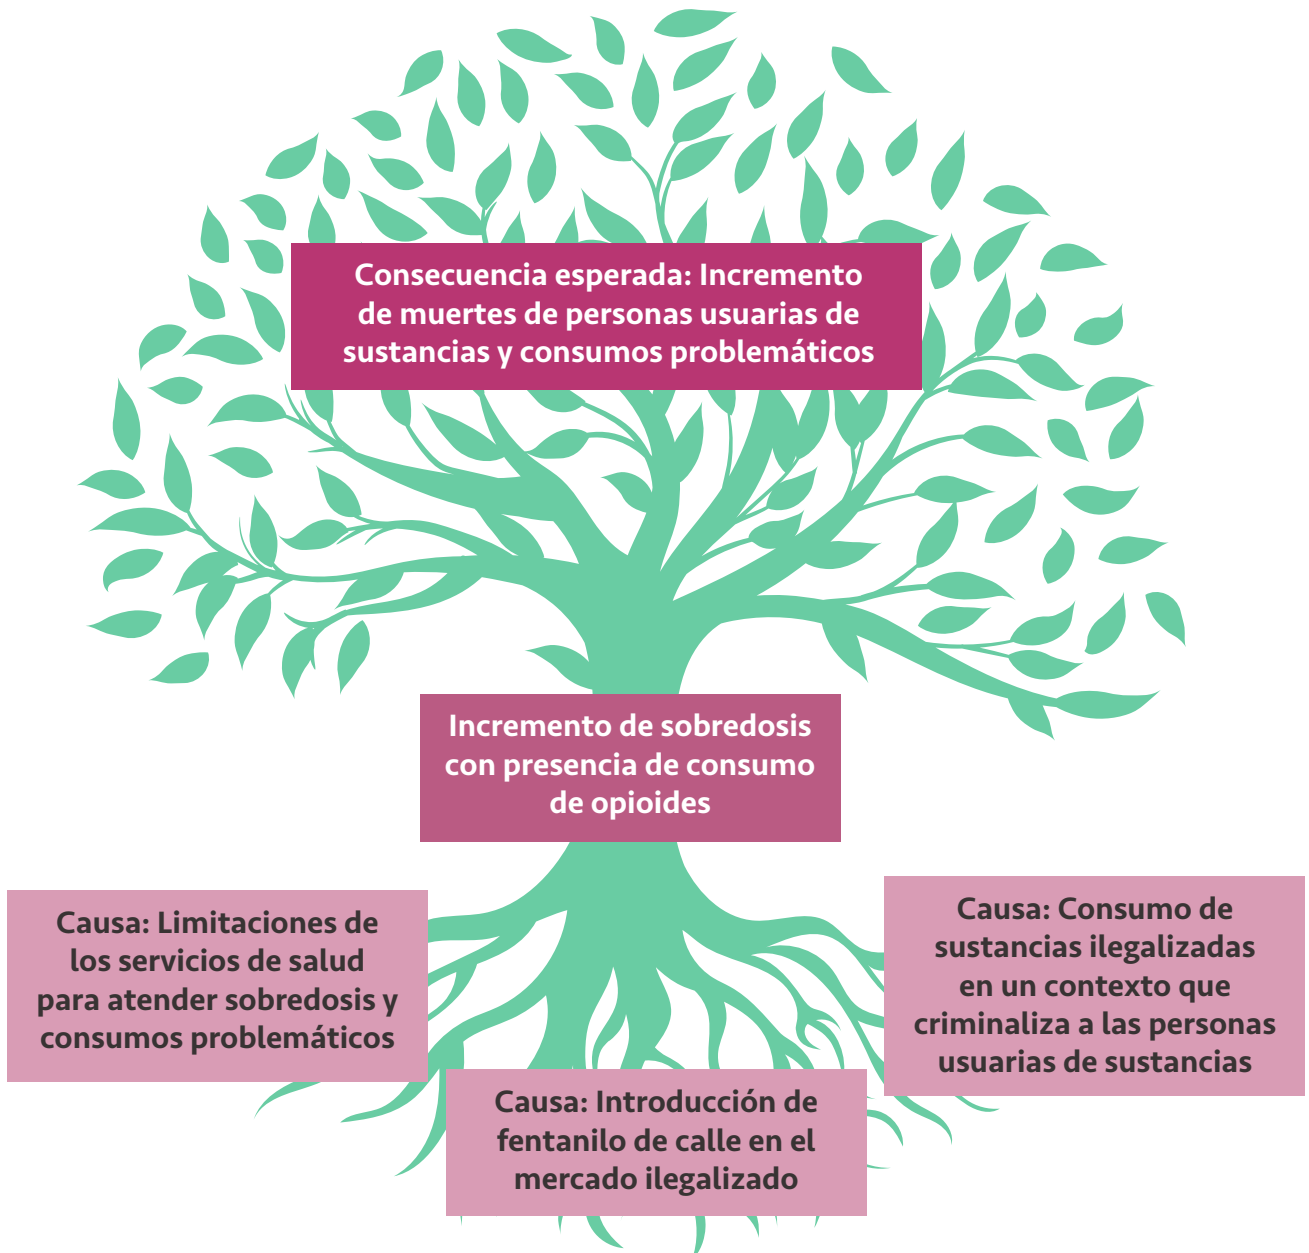 Consecuencia esperada: Incremento
de muertes de personas usuarias de
sustancias y consumos problemáticos
Incremento de sobredosis
con presencia de consumo
de opioides
Causa: Limitaciones de
los servicios de salud
para atender sobredosis y
consumos problemáticos
Causa: Introducción de
fentanilo de calle en el
mercado ilegalizado
Causa: Consumo de
sustancias ilegalizadas
en un contexto que
criminaliza a las personas
usuarias de sustancias